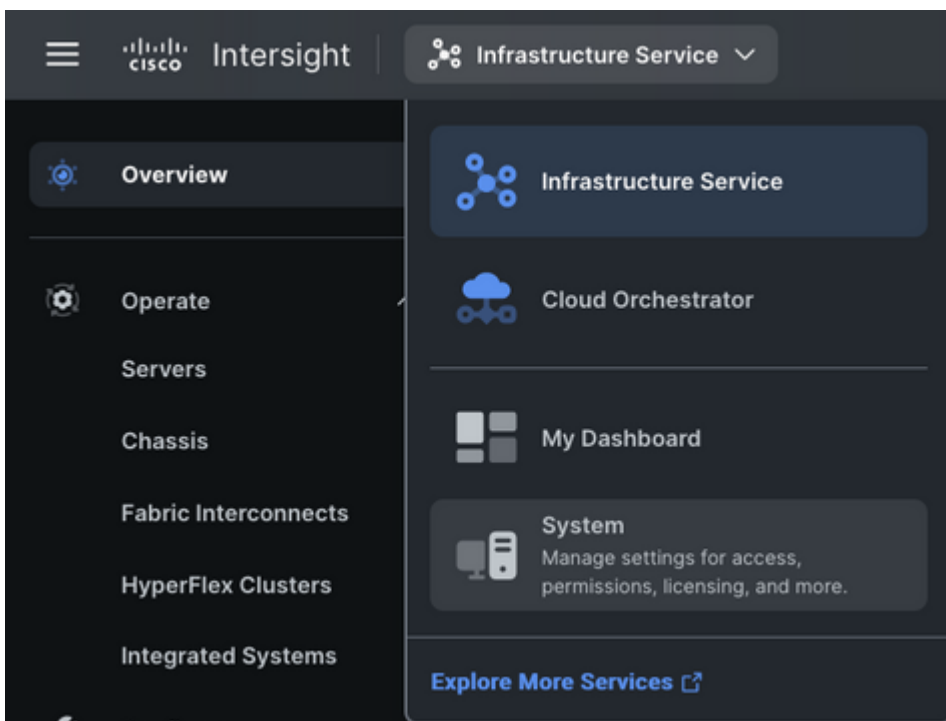 cisco Intersight
Infrastructure Service
Overview
Operate
Servers
Chassis
Fabric Interconnects
HyperFlex Clusters
Integrated Systems
Infrastructure Service
Cloud Orchestrator
My Dashboard
System
Manage settings for access,
permissions, licensing, and more.
Explore More Services